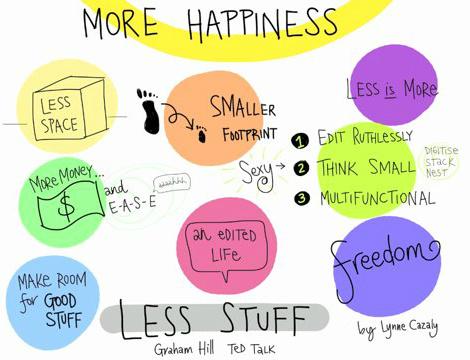 MORE HAPPINESS
LESS
SPACE
SMALLER
FOOTPRINT
LESS is MORE
Sexy
1 EDIT RUTHLESSLY
2 THINK SMALL
3 MULTIFUNCTIONAL
DIGITISE
STACK
NEST
MORE MONEY...
$
and
E-A-S-E
aaaahhh
an EDITED
LIFE
freedom
MAKE ROOM
for GOOD
STUFF
LESS STUFF
Graham Hill TED TALK
by Lynne Cazaly